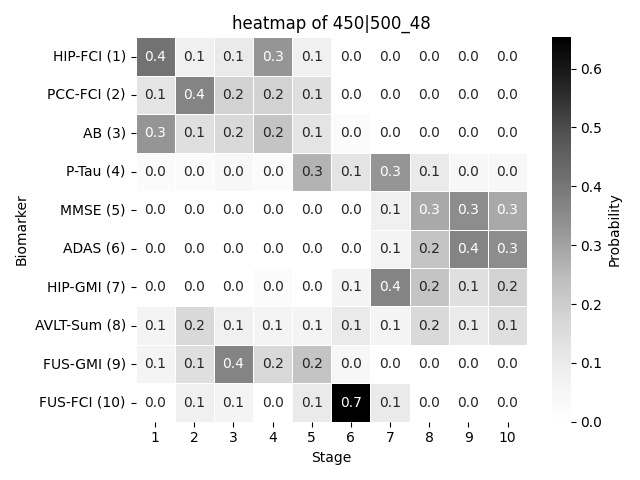 heatmap of 450|500_48
HIP-FCI (1) 0.4 0.1 0.1 0.3 0.1 0.0 0.0 0.0 0.0 0.0
PCC-FCI (2) 0.1 0.4 0.2 0.2 0.1 0.0 0.0 0.0 0.0 0.0
AB (3) 0.3 0.1 0.2 0.2 0.1 0.0 0.0 0.0 0.0 0.0
P-Tau (4) 0.0 0.0 0.0 0.0 0.3 0.1 0.3 0.1 0.0 0.0
MMSE (5) 0.0 0.0 0.0 0.0 0.0 0.0 0.1 0.3 0.3 0.3
ADAS (6) 0.0 0.0 0.0 0.0 0.0 0.0 0.1 0.2 0.4 0.3
HIP-GMI (7) 0.0 0.0 0.0 0.0 0.0 0.1 0.4 0.2 0.1 0.2
AVLT-Sum (8) 0.1 0.2 0.1 0.1 0.1 0.1 0.1 0.2 0.1 0.1
FUS-GMI (9) 0.1 0.1 0.4 0.2 0.2 0.0 0.0 0.0 0.0 0.0
FUS-FCI (10) 0.0 0.1 0.1 0.0 0.1 0.7 0.1 0.0 0.0 0.0
1 2 3 4 5 6 7 8 9 10
Stage
Biomarker
0.6
0.5
0.4
0.3
0.2
0.1
0.0
Probability